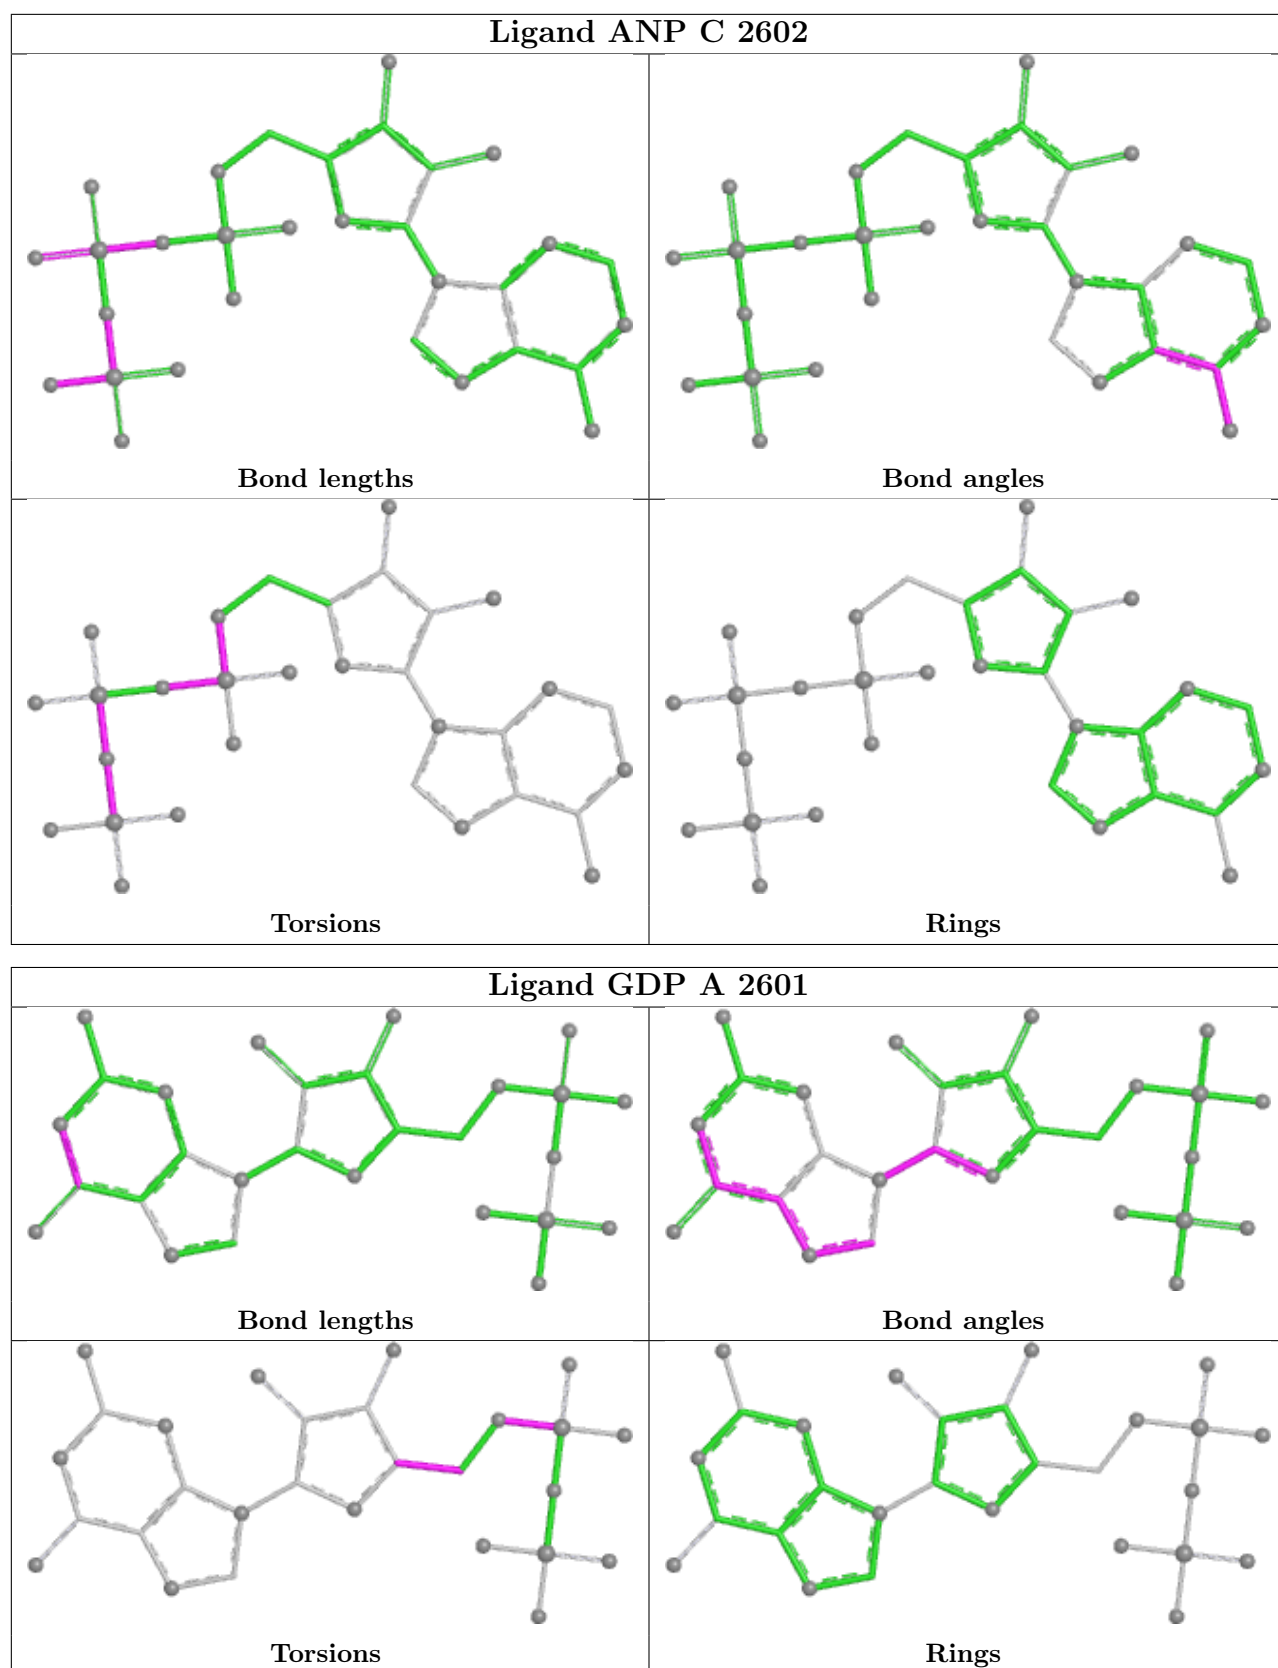 Ligand ANP C 2602
Bond lengths
Bond angles
Torsions
Rings
Ligand GDP A 2601
Bond lengths
Bond angles
Torsions
Rings